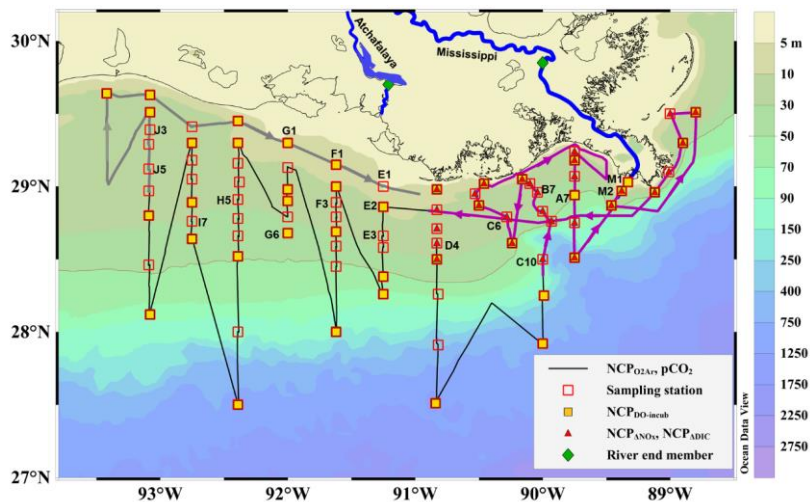 30°N
29°N
28°N
27°N
93°W
92°W
91°W
90°W
89°W
Atchafalaya
Mississippi
J3
J5
I7
H5
G1
G6
F1
F3
E1
E2
E3
D4
C6
C10
B7
A7
M1
M2
NCPO2Ar, pCO2
Sampling station
NCPDO-incub
NCPΔNOx, NCPΔDIC
River end member
Ocean Data View
5 m
10
30
50
70
90
150
250
400
750
1250
1750
2250
2750